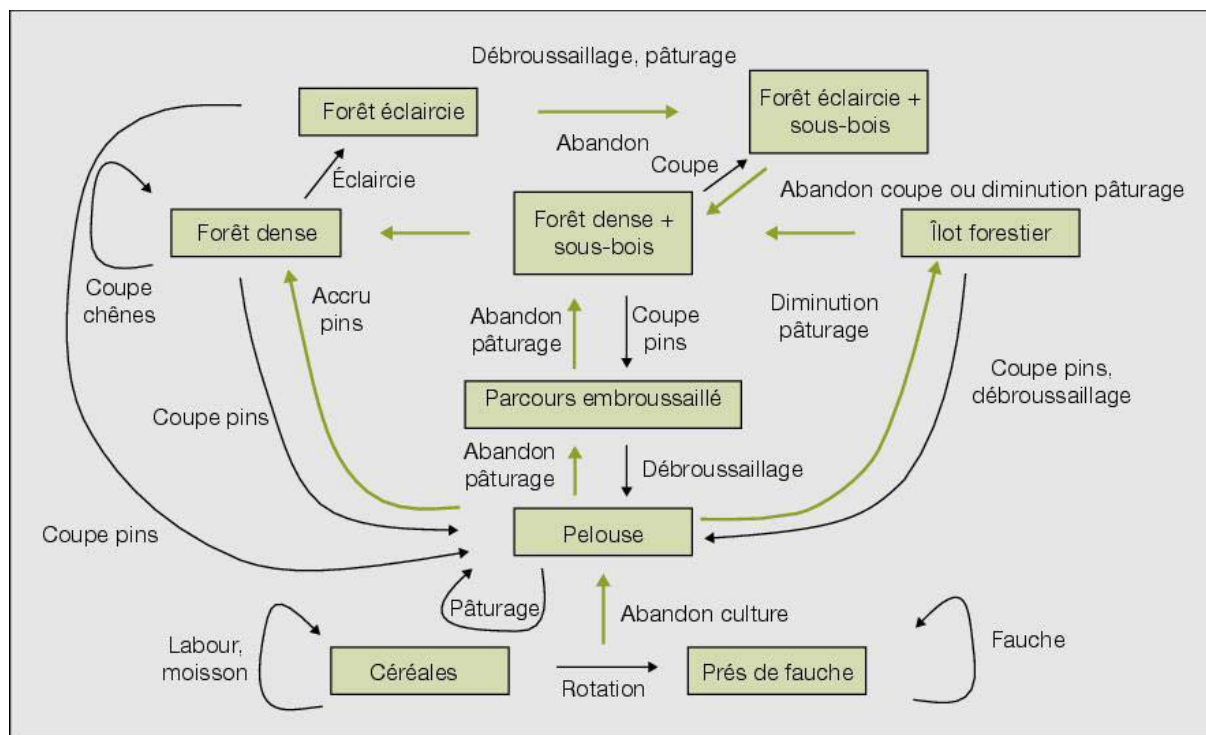 Débroussaillage, pâturage
Forêt éclaircie
Forêt éclaircie +
sous-bois
Abandon
Coupe
Éclaircie
Abandon coupe ou diminution pâturage
Forêt dense
Forêt dense +
sous-bois
Îlot forestier
Coupe
chênes
Accru
pins
Abandon
pâturage
Coupe
pins
Diminution
pâturage
Coupe pins,
débroussaillage
Parcours embroussaillé
Coupe pins
Abandon
pâturage
Débroussaillage
Coupe pins
Pelouse
Pâturage
Abandon culture
Labour,
moisson
Céréales
Rotation
Prés de fauche
Fauche